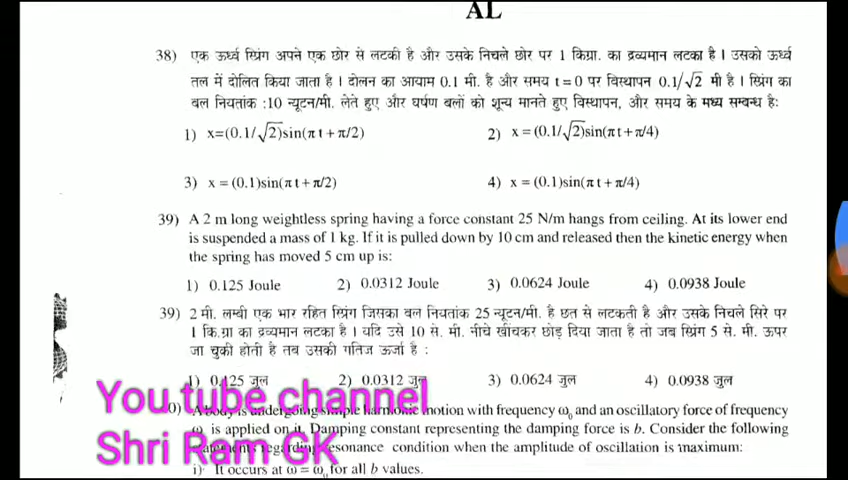 AL
38) एक ऊर्ध्व स्प्रिंग अपने एक छोर से लटकी है और उसके निचले छोर पर 1 किग्रा. का द्रव्यमान लटका है । उसको ऊर्ध्व
तल में दोलित किया जाता है । दोलन का आयाम 0.1 मी. है और समय t=0 पर विस्थापन 0.1/√2 मी है । स्प्रिंग का
बल नियतांक :10 न्यूटन/मी. लेते हुए और घर्षण बलों को शून्य मानते हुए विस्थापन, और समय के मध्य सम्बन्ध है:
1) x=(0.1/√2)sin(π t + π/2) 2) x = (0.1/√2)sin(π t + π/4)
3) x = (0.1)sin(π t + π/2) 4) x = (0.1)sin(π t + π/4)
39) A 2 m long weightless spring having a force constant 25 N/m hangs from ceiling. At its lower end
is suspended a mass of 1 kg. If it is pulled down by 10 cm and released then the kinetic energy when
the spring has moved 5 cm up is:
1) 0.125 Joule 2) 0.0312 Joule 3) 0.0624 Joule 4) 0.0938 Joule
39) 2 मी. लम्बी एक भार रहित स्प्रिंग जिसका बल नियतांक 25 न्यूटन/मी. है छत से लटकती है और उसके निचले सिरे पर
1 कि.ग्रा का द्रव्यमान लटका है । यदि उसे 10 से. मी. नीचे खींचकर छोड़ दिया जाता है तो जब स्प्रिंग 5 से. मी. ऊपर
जा चुकी होती है तब उसकी गतिज ऊर्जा है :
1) 0.125 जुल 2) 0.0312 जुल 3) 0.0624 जुल 4) 0.0938 जुल
You tube channel
0) A body is undergoing simple harmonic motion with frequency ω₀ and an oscillatory force of frequency
ω is applied on it. Damping constant representing the damping force is b. Consider the following
Shri Ram GK
statements regarding resonance condition when the amplitude of oscillation is maximum:
i) It occurs at ω = ω₀ for all b values.